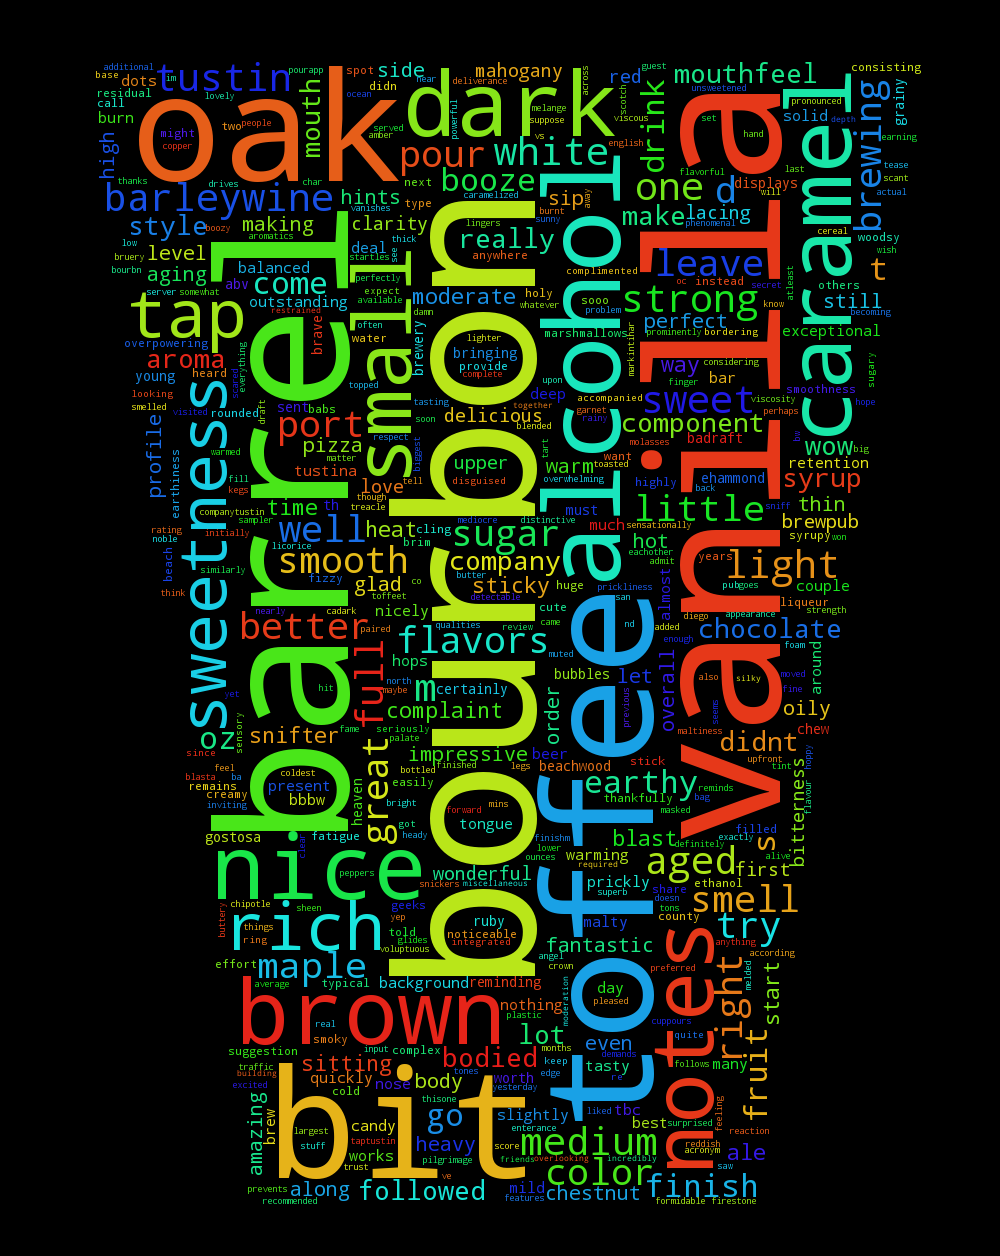 additional
base
dots
tustin
im
pourapp
spot
side
near
deliverance
mahogany
guest
mouthfeel
consisting
residual
call
burn
lovely
oak
didn
ocean
dark
powerful
melange
suppose
across
viscotch
viscous
red
unsweetened
pronounced
solid
brewing
grainy
might
copper
two
people
mouth
served
amber
pour
white
vs
english
drink
set
hand
depth
earning
high
thanks
drives
char
next
booze
caramelized
sip
away
one
d
displays
flavorful
last
will
tease
scant
actual
barleywine
hints
vanishes
type
lingers
burnt
sunny
make
lacing
phenomenal
cereal
style
boozy
making
clarity
really
woodsy
wish
low
bruery
bourbn
level
aromatics
deal
startles
thick
see
anywhere
complimented
leave
oc
instead
secret
t
aging
balanced
perfectly
holy
sooo
server
somewhat
abv
come
expect
available
moderate
whatever
problem
strong
know
atleast
others
still
becoming
outstanding
often
damn
marshmallows
perfect
prominently
bordering
exceptional
tap
restrained
brave
water
brewery
lighter
overpowering
aroma
everything
topped
bringing
provide
complete
markintihar
way
considering
vanilla
caramel
sugary
young
heard
scared
small
together
upon
accompanied
finger
bar
viscosity
smoothness
hope
looking
smelled
visited
rounded
draft
sent
babs
tasting
deep
garnet
rainy
sweet
perhaps
port
soon
delicious
blended
component
bw
profile
warmed
pizza
respect
biggest
tart
want
molasses
badraft
wow
big
earthiness
fill
kegs
matter
tustina
though
tell
treacle
upper
disguised
warm
toasted
overwhelming
highly
back
ehammond
sniff
retention
syrup
sweetness
companytustin
sampler
time
th
love
must
little
thin
rating
noble
initially
well
heat
cling
brim
mediocre
sugar
distinctive
much
sensationally
brewpub
syrupy
won
similarly
licorice
smooth
company
hot
eachother
admit
years
light
beach
think
fizzy
glad
co
butter
detectable
sticky
huge
prickliness
almost
pubgoes
couple
liqueur
strength
barrel
nearly
cadark
toffeet
nicely
qualities
review
came
cute
san
diego
nd
added
appearance
better
paired
flavors
muted
enough
chocolate
foam
yet
hit
north
maybe
hops
full
m
certainly
bubbles
let
overall
also
silky
moved
fine
around
oz
sensory
snifter
fame
complaint
order
previous
seems
oily
chew
since
feel
blasta
ba
remains
creamy
inviting
coldest
present
bbbw
heaven
great
seriously
palate
impressive
finished
bottled
easily
legs
beer
beachwood
stick
thankfully
maltiness
reminds
bag
didnt
upfront
tint
hoppy
flavour
bitterness
earthy
masked
gostosa
clear
fatigue
bright
got
heady
forward
mins
tongue
finishm
lower
ounces
blast
definitely
exactly
filled
s
alive
nice
peppers
bourbon
wonderful
snickers
miscellaneous
warming
required
aged
first
prickly
superb
share
doesn
ethanol
smell
buttery
chipotle
things
ring
rich
sheen
geeks
yep
told
glides
voluptuous
ruby
noticeable
integrated
malty
tons
county
try
anything
according
effort
maple
angel
crown
fantastic
preferred
melded
average
typical
background
reminding
day
pleased
right
start
brown
nothing
plastic
moderation
lot
cuppours
quite
real
smoky
suggestion
traffic
building
excited
input
complex
bodied
months
keep
edge
even
demands
tasty
re
follows
many
sitting
quickly
cold
nose
body
tones
thisone
worth
yesterday
alcohol
toffee
notes
fruit
feeling
amazing
brew
largest
stuff
bit
candy
taptustin
works
trust
go
heavy
pilgrimage
score
slightly
enterance
liked
tbc
best
surprised
reaction
reddish
acronym
medium
friends
overlooking
incredibly
saw
ale
prevents
recommended
along
followed
ve
mild
features
chestnut
color
finish
formidable
firestone